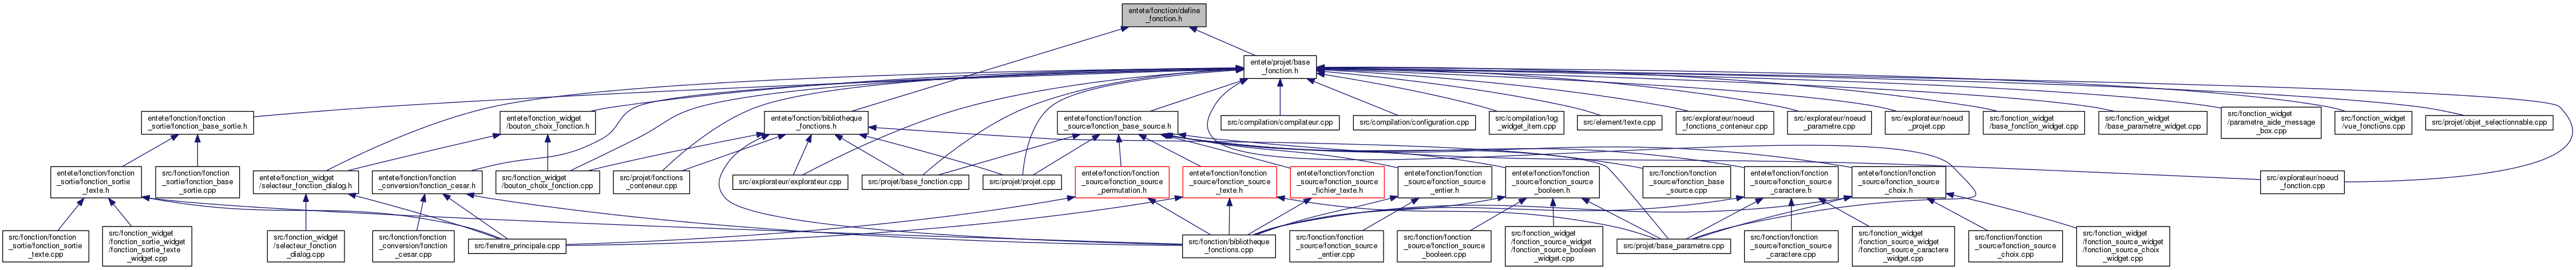 entete/fonction/define
_fonction.h
entete/projet/base
_fonction.h
entete/fonction/fonction
_sortie/fonction_base_sortie.h
entete/fonction_widget
/bouton_choix_fonction.h
entete/fonction/bibliotheque
_fonctions.h
entete/fonction/fonction
_source/fonction_base_source.h
src/compilation/compilateur.cpp
src/compilation/configuration.cpp
src/compilation/log
_widget_item.cpp
src/element/texte.cpp
src/explorateur/noeud
_fonctions_conteneur.cpp
src/explorateur/noeud
_parametre.cpp
src/explorateur/noeud
_projet.cpp
src/fonction_widget
/base_fonction_widget.cpp
src/fonction_widget
/base_parametre_widget.cpp
src/fonction_widget
/parametre_aide_message
_box.cpp
src/fonction_widget
/vue_fonctions.cpp
src/projet/objet_selectionnable.cpp
entete/fonction/fonction
_sortie/fonction_sortie
_texte.h
src/fonction/fonction
_sortie/fonction_base
_sortie.cpp
entete/fonction_widget
/selecteur_fonction_dialog.h
entete/fonction/fonction
_conversion/fonction_cesar.h
src/fonction_widget
/bouton_choix_fonction.cpp
src/projet/fonctions
_conteneur.cpp
src/explorateur/explorateur.cpp
src/projet/base_fonction.cpp
src/projet/projet.cpp
entete/fonction/fonction
_source/fonction_source
_permutation.h
entete/fonction/fonction
_source/fonction_source
_texte.h
entete/fonction/fonction
_source/fonction_source
_fichier_texte.h
entete/fonction/fonction
_source/fonction_source
_entier.h
entete/fonction/fonction
_source/fonction_source
_booleen.h
src/fonction/fonction
_source/fonction_base
_source.cpp
entete/fonction/fonction
_source/fonction_source
_caractere.h
entete/fonction/fonction
_source/fonction_source
_choix.h
src/explorateur/noeud
_fonction.cpp
src/fonction/fonction
_sortie/fonction_sortie
_texte.cpp
src/fonction_widget
/fonction_sortie_widget
/fonction_sortie_texte
_widget.cpp
src/fonction_widget
/selecteur_fonction
_dialog.cpp
src/fonction/fonction
_conversion/fonction
_cesar.cpp
src/fenetre_principale.cpp
src/fonction/bibliotheque
_fonctions.cpp
src/fonction/fonction
_source/fonction_source
_entier.cpp
src/fonction/fonction
_source/fonction_source
_booleen.cpp
src/fonction_widget
/fonction_source_widget
/fonction_source_booleen
_widget.cpp
src/projet/base_parametre.cpp
src/fonction/fonction
_source/fonction_source
_caractere.cpp
src/fonction_widget
/fonction_source_widget
/fonction_source_caractere
_widget.cpp
src/fonction/fonction
_source/fonction_source
_choix.cpp
src/fonction_widget
/fonction_source_widget
/fonction_source_choix
_widget.cpp